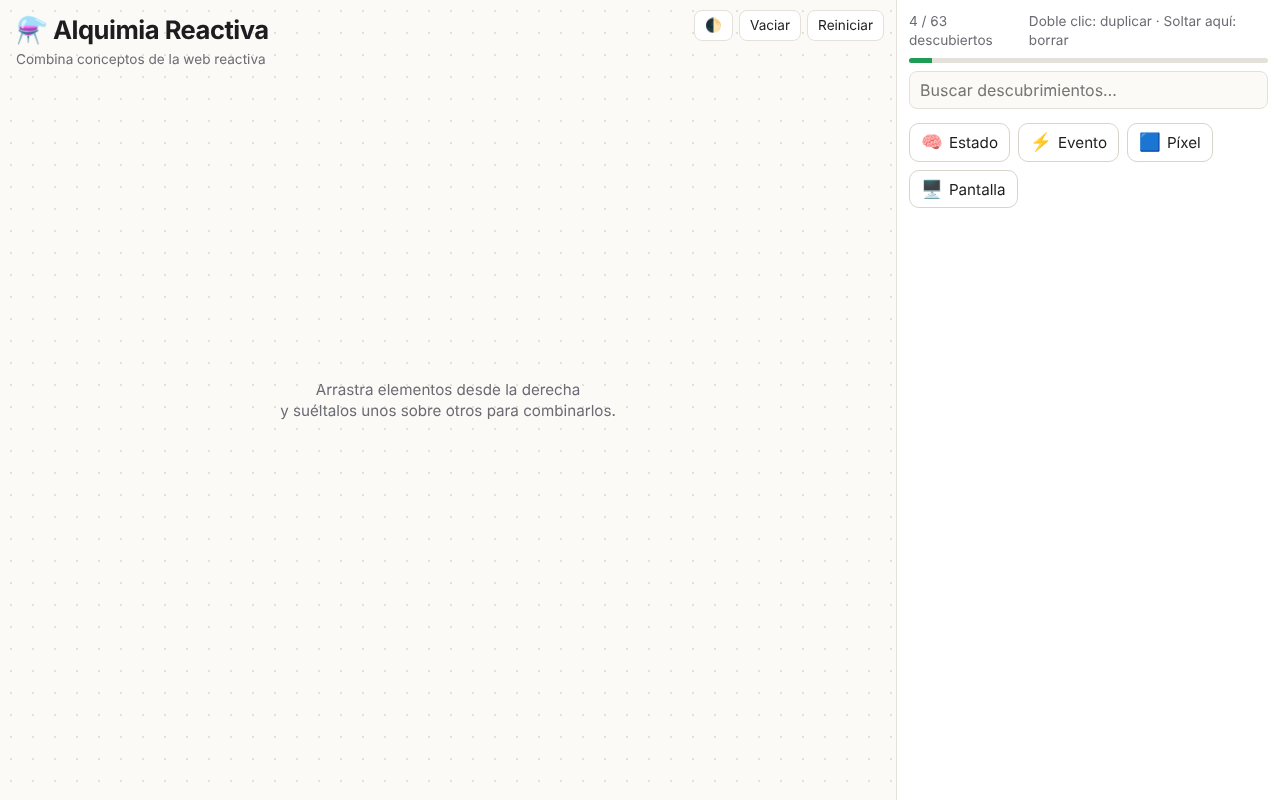 Alquimia Reactiva
Combina conceptos de la web reactiva
Vaciar
Reiniciar
Arrastra elementos desde la derecha
y suéltalos unos sobre otros para combinarlos.
4 / 63
descubiertos
Doble clic: duplicar · Soltar aquí:
borrar
Buscar descubrimientos...
Estado
Evento
Píxel
Pantalla